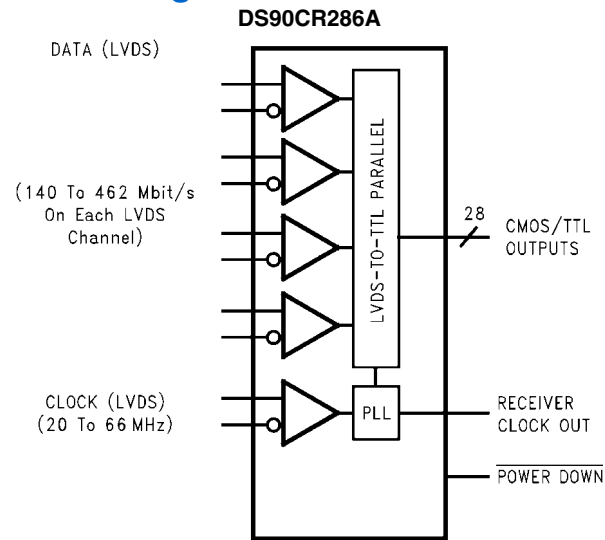 DS90CR286A
DATA (LVDS)
(140 To 462 Mbit/s
On Each LVDS
Channel)
LVDS-TO-TTL PARALLEL
28
CMOS/TTL
OUTPUTS
CLOCK (LVDS)
(20 To 66 MHz)
PLL
RECEIVER
CLOCK OUT
POWER DOWN